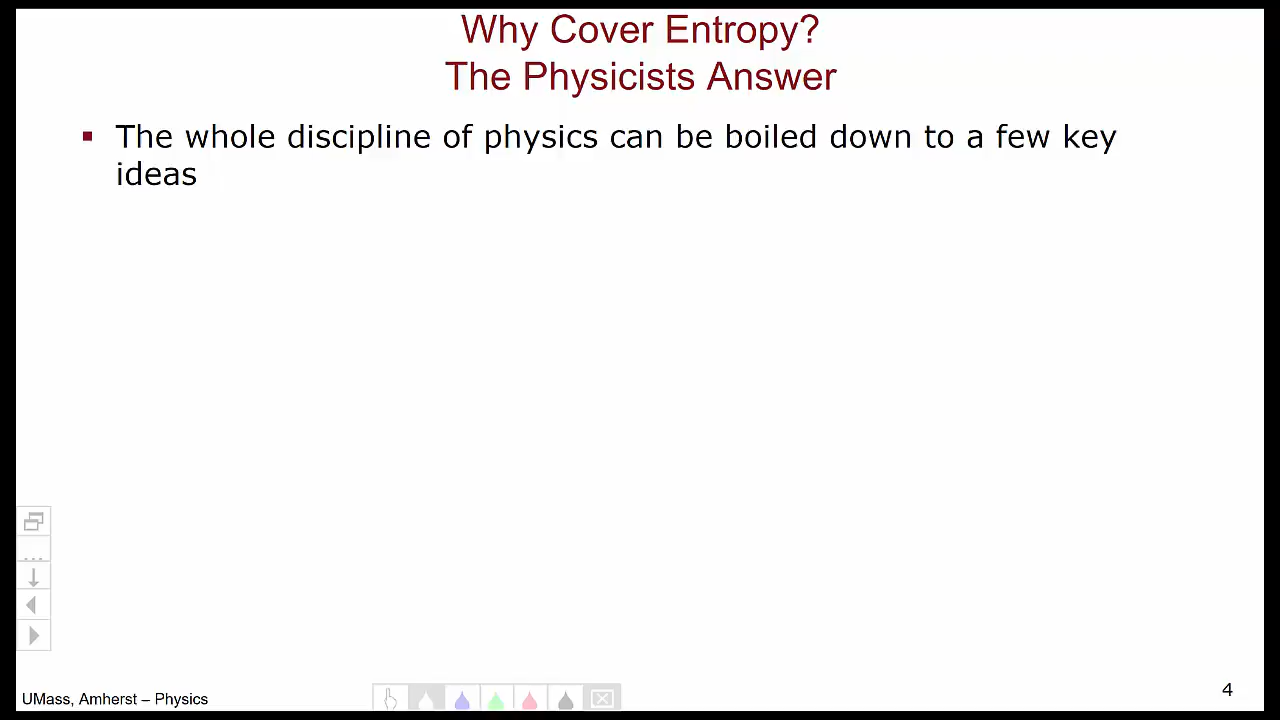 Why Cover Entropy?
The Physicists Answer
▪ The whole discipline of physics can be boiled down to a few key
ideas
...
UMass, Amherst – Physics
4